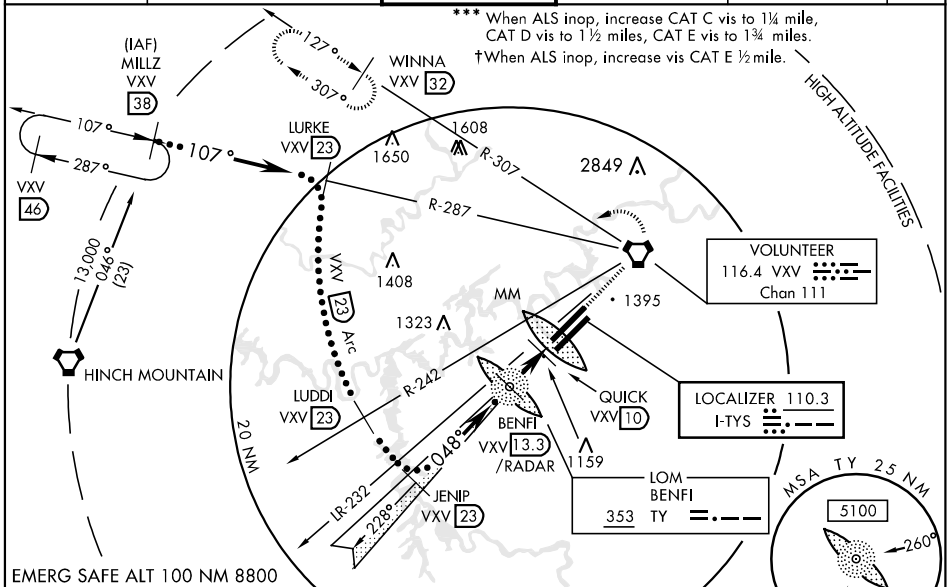 *** When ALS inop, increase CAT C vis to 1¼ mile,
CAT D vis to 1½ miles, CAT E vis to 1¾ miles.
†When ALS inop, increase vis CAT E ½ mile.
(IAF)
MILLZ
VXV
38
127°
307°
WINNA
VXV 32
HIGH ALTITUDE FACILITIES
107°
287°
VXV
46
107°
LURKE
VXV 23
1650
1608
R-307
2849
R-287
13,000
046°
(23)
HINCH MOUNTAIN
VXV 23 Arc
1408
1323
MM
1395
VOLUNTEER
116.4 VXV
Chan 111
R-242
LUDDI
VXV 23
20 NM
BENFI
VXV 13.3
/RADAR
QUICK
VXV 10
LOCALIZER 110.3
I-TYS
1159
048°
LR-232
228°
JENIP
VXV 23
LOM
BENFI
353 TY
MSA TY 25 NM
5100
260°
EMERG SAFE ALT 100 NM 8800